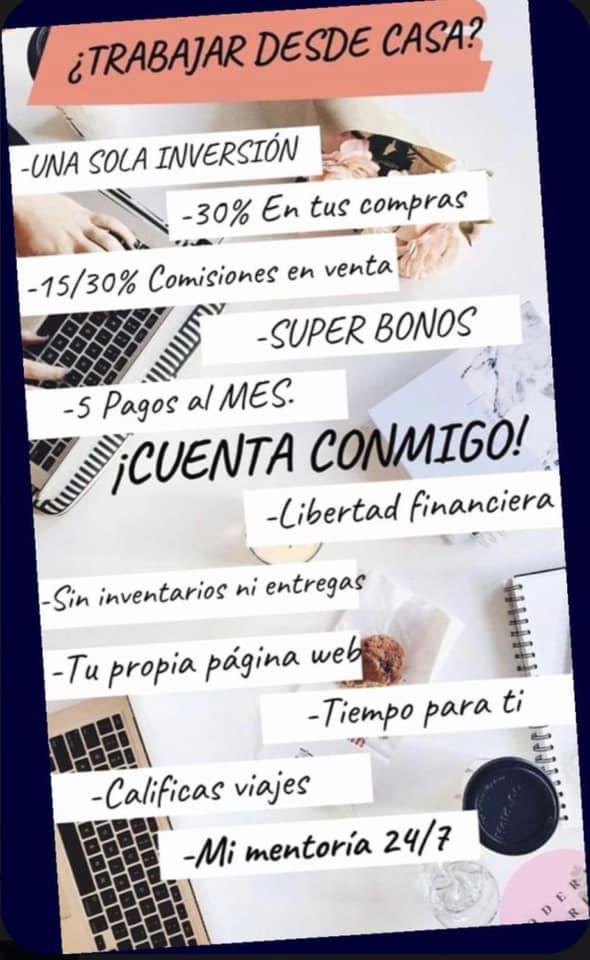 ¿TRABAJAR DESDE CASA?
-UNA SOLA INVERSIÓN
-30% En tus compras
-15/30% Comisiones en venta
-SUPER BONOS
-5 Pagos al MES.
¡CUENTA CONMIGO!
-Libertad financiera
-Sin inventarios ni entregas
-Tu propia página web
-Tiempo para ti
-Calificas viajes
-Mi mentoría 24/7